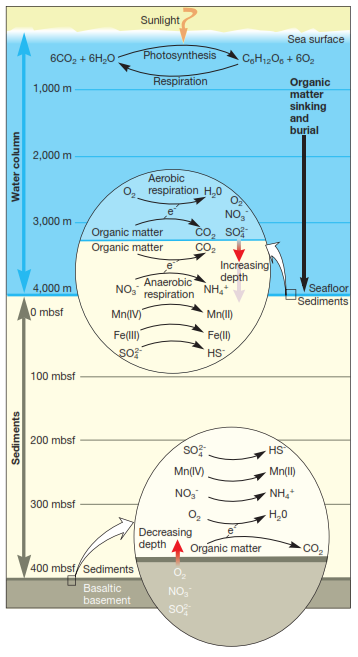 Sunlight
Sea surface
6CO₂ + 6H₂O Photosynthesis C₆H₁₂O₆ + 6O₂
Respiration
Organic
matter
sinking
and
burial
1,000 m
2,000 m
3,000 m
4,000 m
Water column
Aerobic
O₂ respiration H₂0
e⁻
Organic matter CO₂
O₂
NO₃⁻
SO₄²⁻
Organic matter CO₂
e⁻
NO₃⁻ Anaerobic NH₄⁺
respiration
Increasing
depth
Mn(IV) Mn(II)
Fe(III) Fe(II)
SO₄²⁻ HS⁻
Seafloor
Sediments
0 mbsf
100 mbsf
200 mbsf
300 mbsf
400 mbsf
Sediments
SO₄²⁻ HS⁻
Mn(IV) Mn(II)
NO₃⁻ NH₄⁺
O₂ H₂0
e⁻
Decreasing
depth
Organic matter CO₂
Sediments
Basaltic
basement
O₂
NO₃⁻
SO₄²⁻